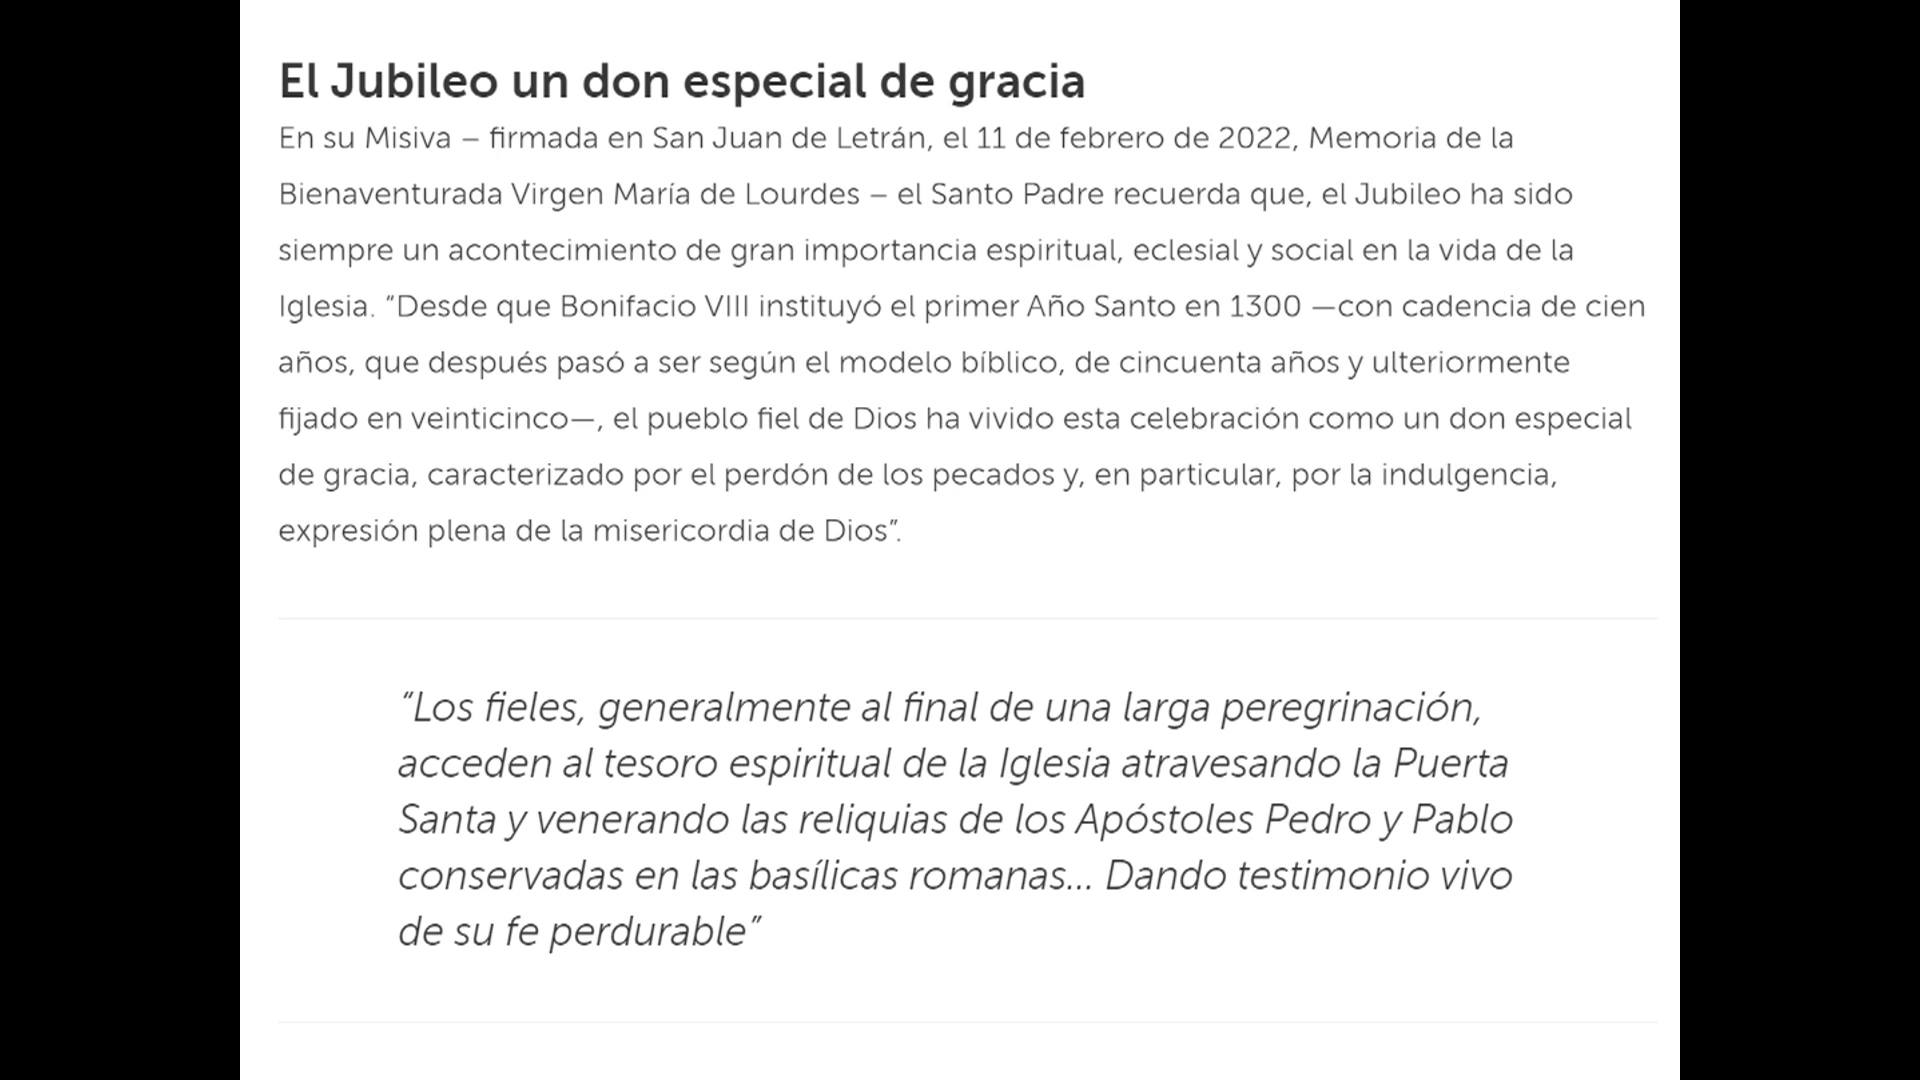 El Jubileo un don especial de gracia
En su Misiva – firmada en San Juan de Letrán, el 11 de febrero de 2022, Memoria de la
Bienaventurada Virgen María de Lourdes – el Santo Padre recuerda que, el Jubileo ha sido
siempre un acontecimiento de gran importancia espiritual, eclesial y social en la vida de la
Iglesia. “Desde que Bonifacio VIII instituyó el primer Año Santo en 1300 —con cadencia de cien
años, que después pasó a ser según el modelo bíblico, de cincuenta años y ulteriormente
fijado en veinticinco—, el pueblo fiel de Dios ha vivido esta celebración como un don especial
de gracia, caracterizado por el perdón de los pecados y, en particular, por la indulgencia,
expresión plena de la misericordia de Dios”.
“Los fieles, generalmente al final de una larga peregrinación,
acceden al tesoro espiritual de la Iglesia atravesando la Puerta
Santa y venerando las reliquias de los Apóstoles Pedro y Pablo
conservadas en las basílicas romanas... Dando testimonio vivo
de su fe perdurable”